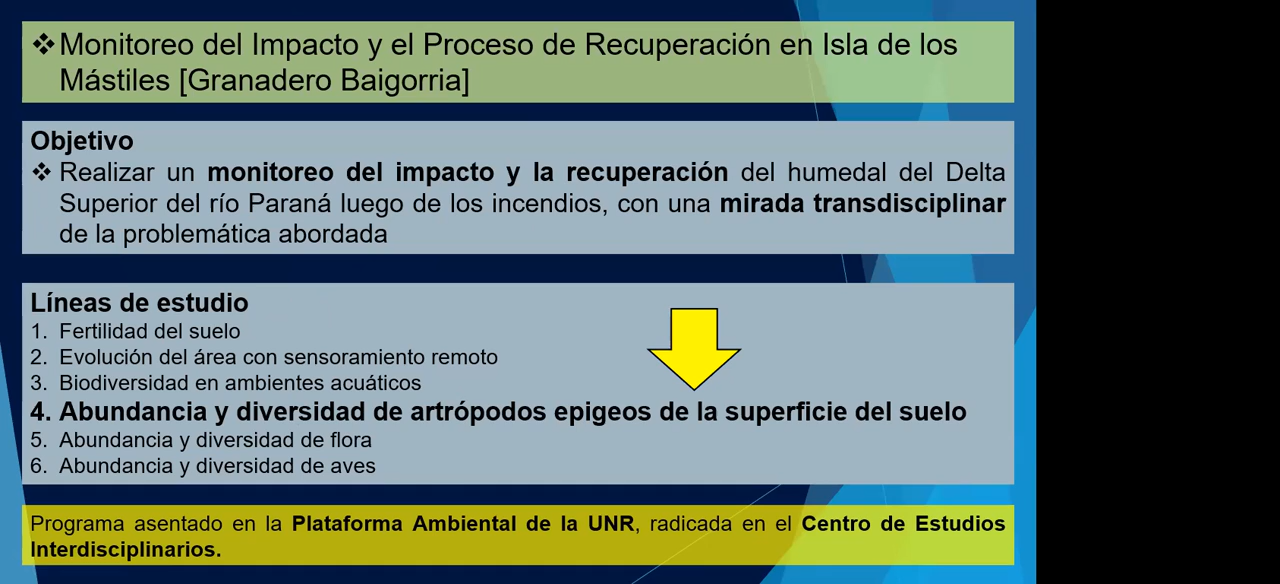 ❖Monitoreo del Impacto y el Proceso de Recuperación en Isla de los
Mástiles [Granadero Baigorria]
Objetivo
❖ Realizar un monitoreo del impacto y la recuperación del humedal del Delta
Superior del río Paraná luego de los incendios, con una mirada transdisciplinar
de la problemática abordada
Líneas de estudio
1. Fertilidad del suelo
2. Evolución del área con sensoramiento remoto
3. Biodiversidad en ambientes acuáticos
4. Abundancia y diversidad de artrópodos epigeos de la superficie del suelo
5. Abundancia y diversidad de flora
6. Abundancia y diversidad de aves
Programa asentado en la Plataforma Ambiental de la UNR, radicada en el Centro de Estudios
Interdisciplinarios.